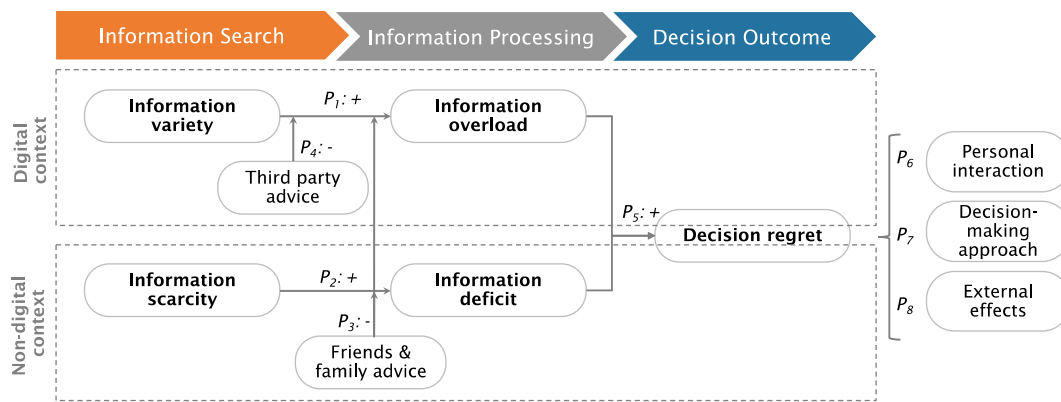 Information Search
Information Processing
Decision Outcome
Digital
context
Information
variety
P1: +
Information
overload
P4: -
Third party
advice
P5: +
Decision regret
Non-digital
context
Information
scarcity
P2: +
Information
deficit
P3: -
Friends &
family advice
P6
Personal
interaction
P7
Decision-
making
approach
P8
External
effects